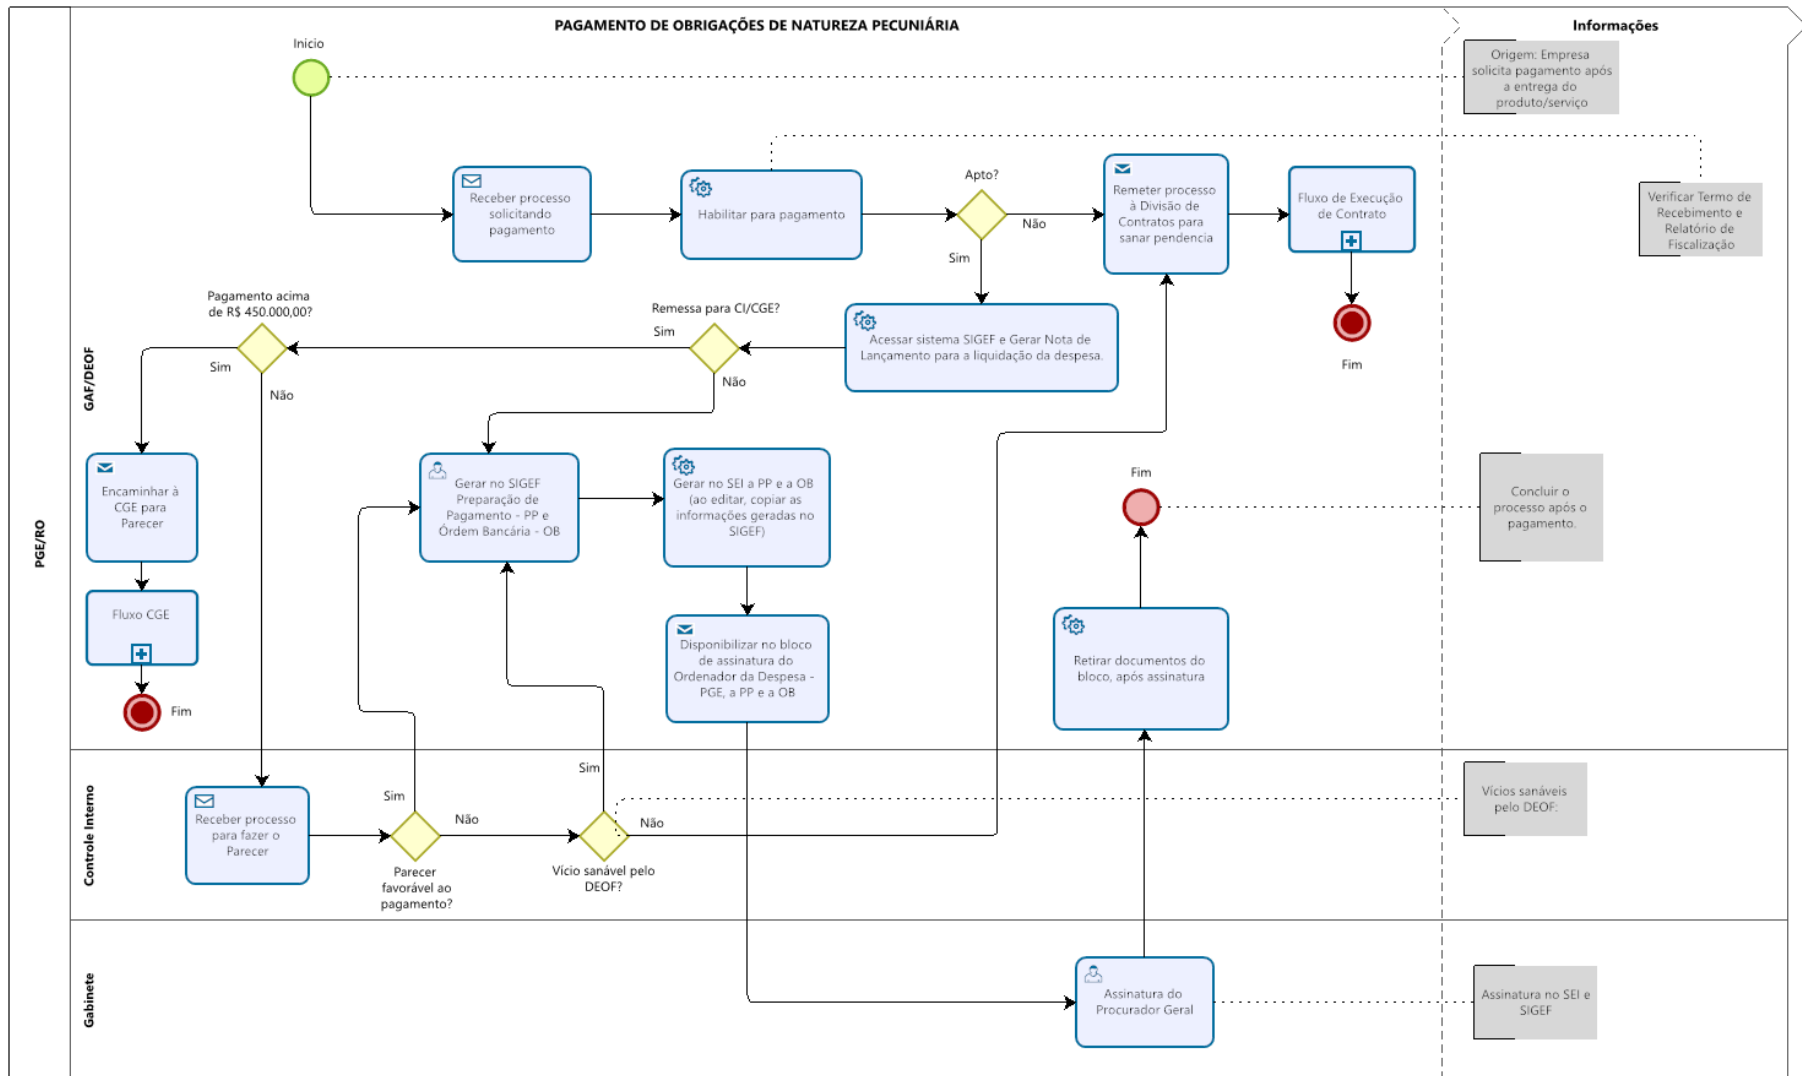 PAGAMENTO DE OBRIGAÇÕES DE NATUREZA PECUNIÁRIA
Informações
PGE/RO
GAF/DEOF
Inicio
Origem: Empresa
solicita pagamento após
a entrega do
produto/serviço
Receber processo
solicitando
pagamento
Habilitar para pagamento
Apto?
Não
Sim
Remeter processo
à Divisão de
Contratos para
sanar pendencia
Fluxo de Execução
de Contrato
Fim
Verificar Termo de
Recebimento e
Relatório de
Fiscalização
Pagamento acima
de R$ 450.000,00?
Sim
Não
Remessa para CI/CGE?
Sim
Não
Acessar sistema SIGEF e Gerar Nota de
Lançamento para a liquidação da despesa.
Encaminhar à
CGE para
Parecer
Fluxo CGE
Fim
Gerar no SIGEF
Preparação de
Pagamento - PP e
Órdem Bancária - OB
Gerar no SEI a PP e a OB
(ao editar, copiar as
informações geradas no
SIGEF)
Disponibilizar no bloco
de assinatura do
Ordenador da Despesa -
PGE, a PP e a OB
Fim
Concluir o
processo após o
pagamento.
Retirar documentos do
bloco, após assinatura
Controle Interno
Receber processo
para fazer o
Parecer
Sim
Não
Parecer
favorável ao
pagamento?
Sim
Não
Vício sanável pelo
DEOF?
Vícios sanáveis
pelo DEOF:
Gabinete
Assinatura do
Procurador Geral
Assinatura no SEI e
SIGEF